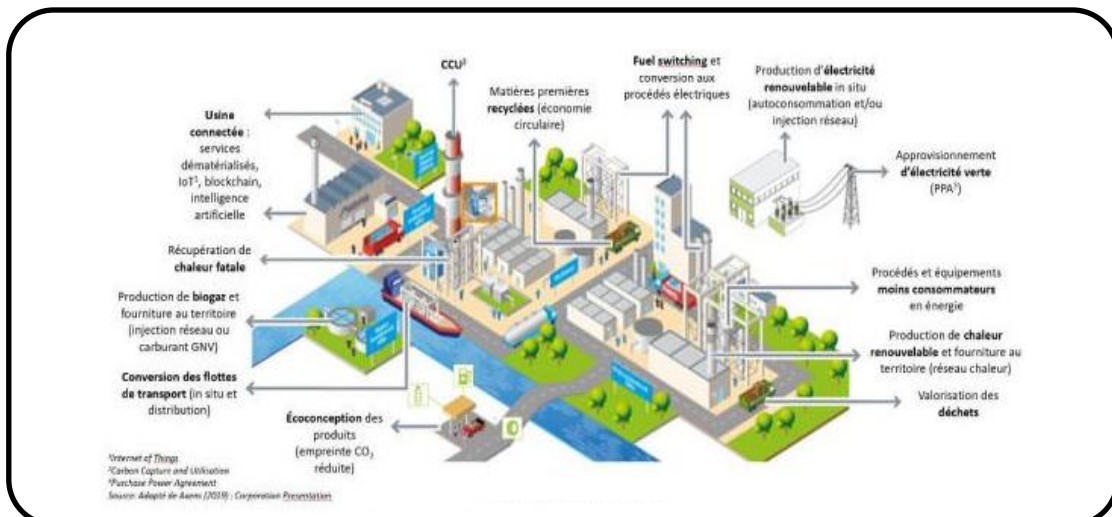 CCU²
Fuel switching et
conversion aux
procédés électriques
Production d'électricité
renouvelable in situ
(autoconsommation et/ou
injection réseau)
Matières premières
recyclées (économie
circulaire)
Usine
connectée :
services
dématérialisés,
IoT¹, blockchain,
intelligence
artificielle
Approvisionnement
d'électricité verte
(PPA³)
Récupération de
chaleur fatale
Procédés et équipements
moins consommateurs
en énergie
Production de biogaz et
fourniture au territoire
(injection réseau ou
carburant GNV)
Production de chaleur
renouvelable et fourniture au
territoire (réseau chaleur)
Conversion des flottes
de transport (in situ et
distribution)
Valorisation des
déchets
Écoconception des
produits
(empreinte CO₂
réduite)
¹Internet of Things
²Carbon Capture and Utilisation
³Purchase Power Agreement
Source: Adapté de Axens (2019) : Corporation Presentation